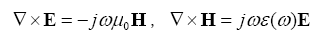 ∇ × E = −jωμ₀H ,   ∇ × H = jωε(ω)E